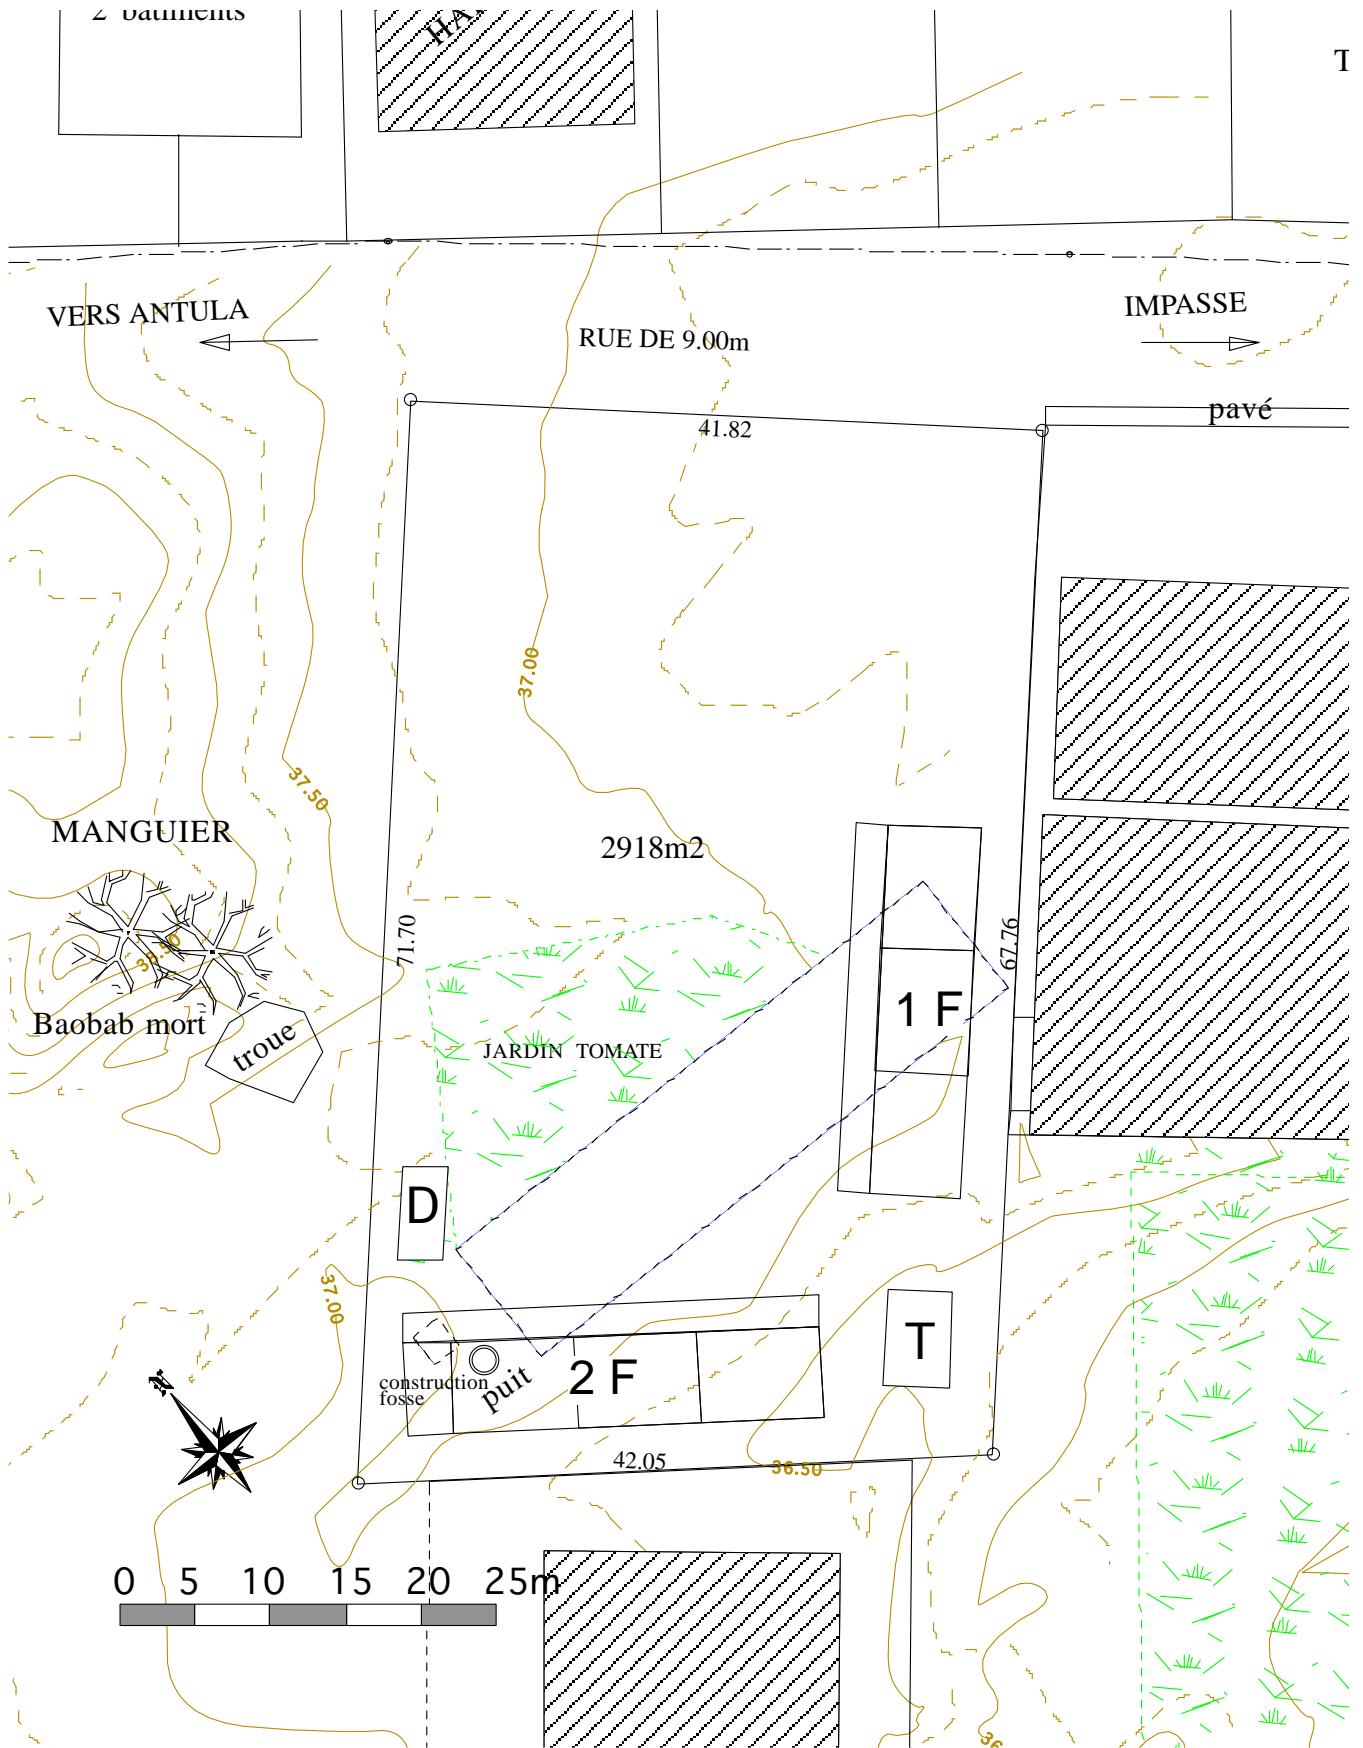 2 batiments
VERS ANTULA
RUE DE 9.00m
IMPASSE
pavé
41.82
37.00
37.50
MANGUIER
2918m2
71.70
67.76
Baobab mort
troue
JARDIN TOMATE
1 F
D
37.00
T
construction
fosse
puit
2 F
42.05
36.50
0 5 10 15 20 25m